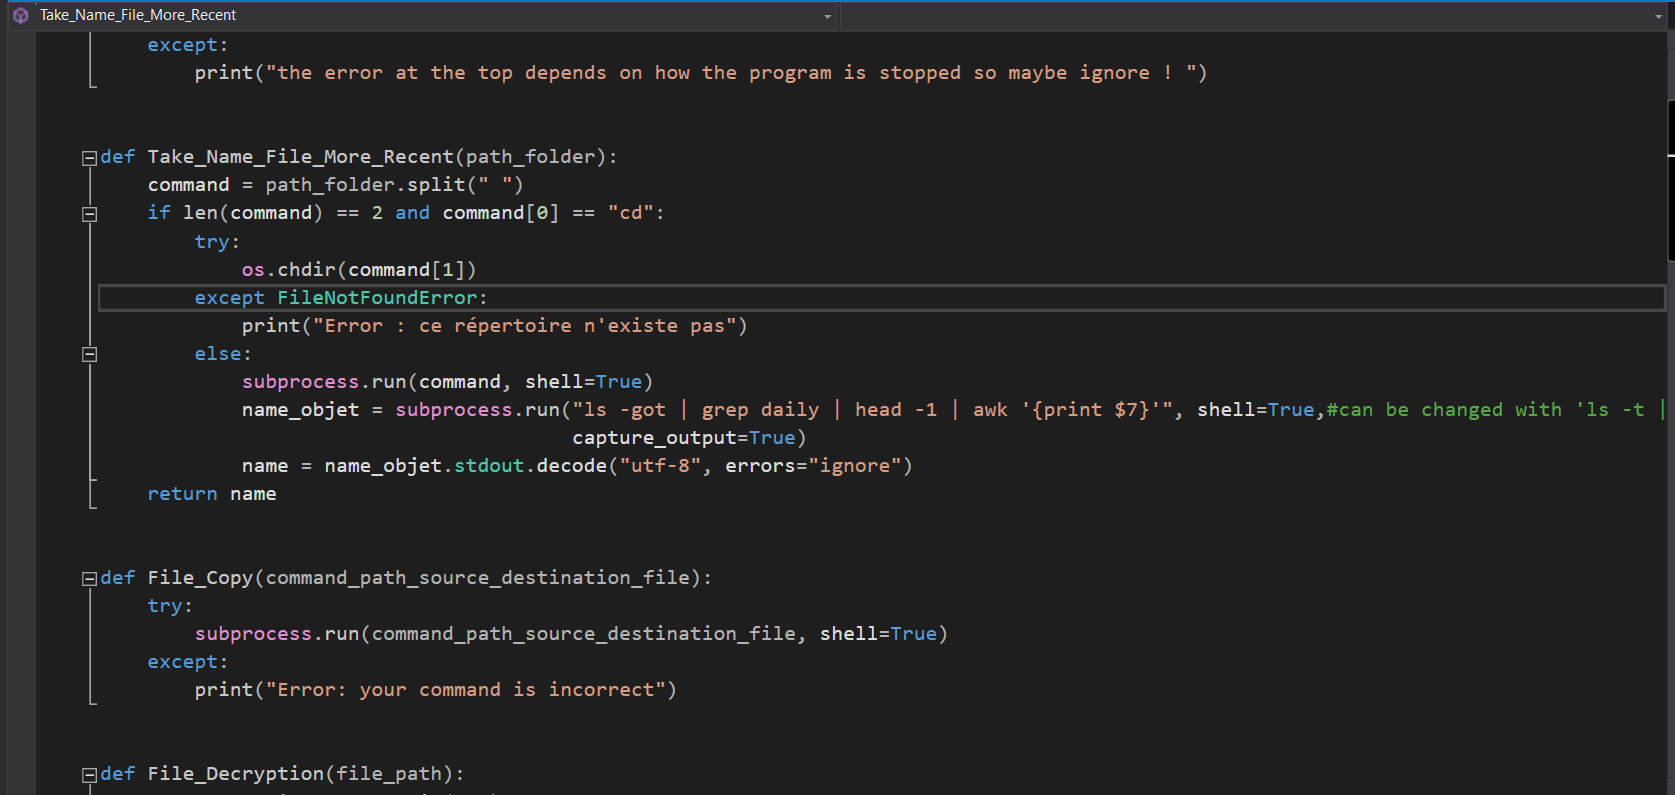 Take_Name_File_More_Recent
except:
print("the error at the top depends on how the program is stopped so maybe ignore ! ")
def Take_Name_File_More_Recent(path_folder):
command = path_folder.split(" ")
if len(command) == 2 and command[0] == "cd":
try:
os.chdir(command[1])
except FileNotFoundError:
print("Error : ce répertoire n'existe pas")
else:
subprocess.run(command, shell=True)
name_objet = subprocess.run("ls -got | grep daily | head -1 | awk '{print $7}'", shell=True,#can be changed with 'ls -t |
capture_output=True)
name = name_objet.stdout.decode("utf-8", errors="ignore")
return name
def File_Copy(command_path_source_destination_file):
try:
subprocess.run(command_path_source_destination_file, shell=True)
except:
print("Error: your command is incorrect")
def File_Decryption(file_path):